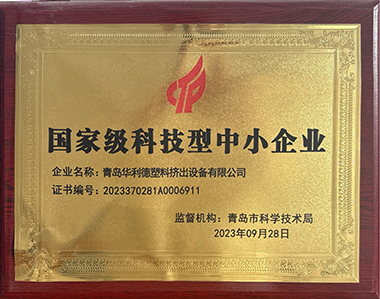 国家级科技型中小企业
企业名称：青岛华利德塑料挤出设备有限公司
证书编号：2023370281A0006911
监督机构：青岛市科学技术局
2023年09月28日